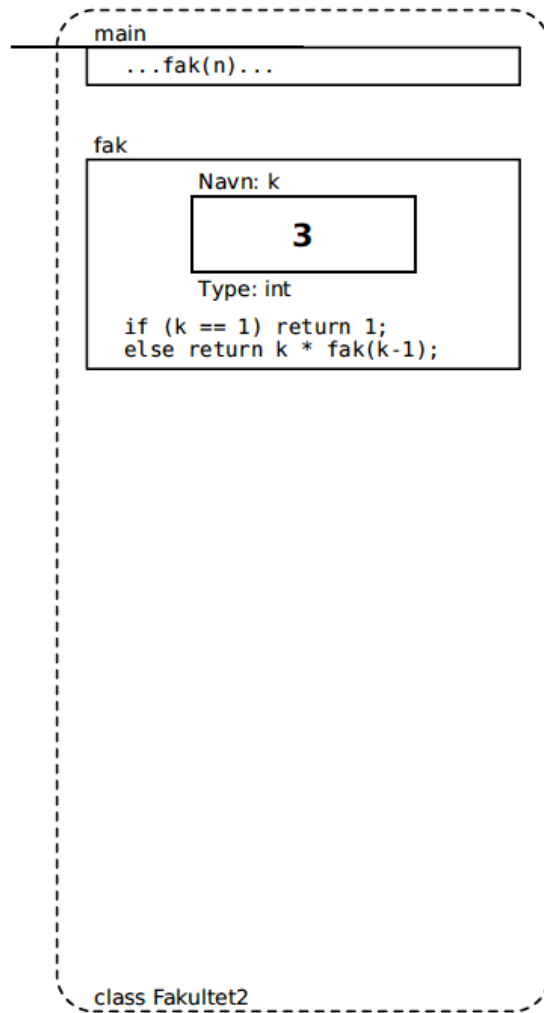 main
...fak(n)...
fak
Navn: k
3
Type: int
if (k == 1) return 1;
else return k * fak(k-1);
class Fakultet2